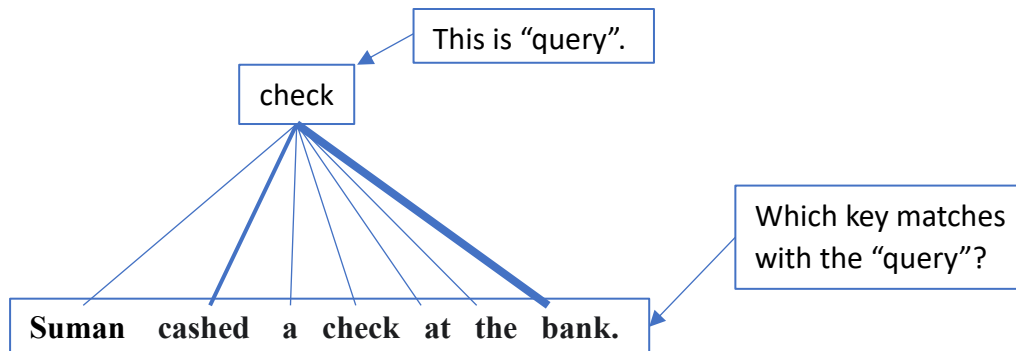 This is “query”.
check
Which key matches
with the “query”?
Suman cashed a check at the bank.